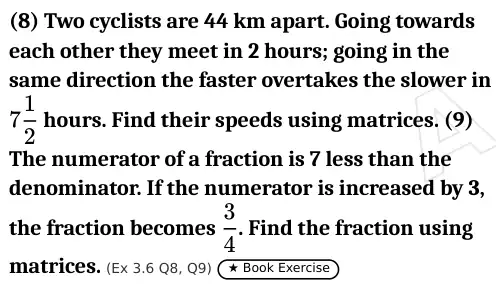 (8) Two cyclists are 44 km apart. Going towards
each other they meet in 2 hours; going in the
same direction the faster overtakes the slower in
7 1/2 hours. Find their speeds using matrices. (9)
The numerator of a fraction is 7 less than the
denominator. If the numerator is increased by 3,
the fraction becomes 3/4. Find the fraction using
matrices. (Ex 3.6 Q8, Q9) ★ Book Exercise